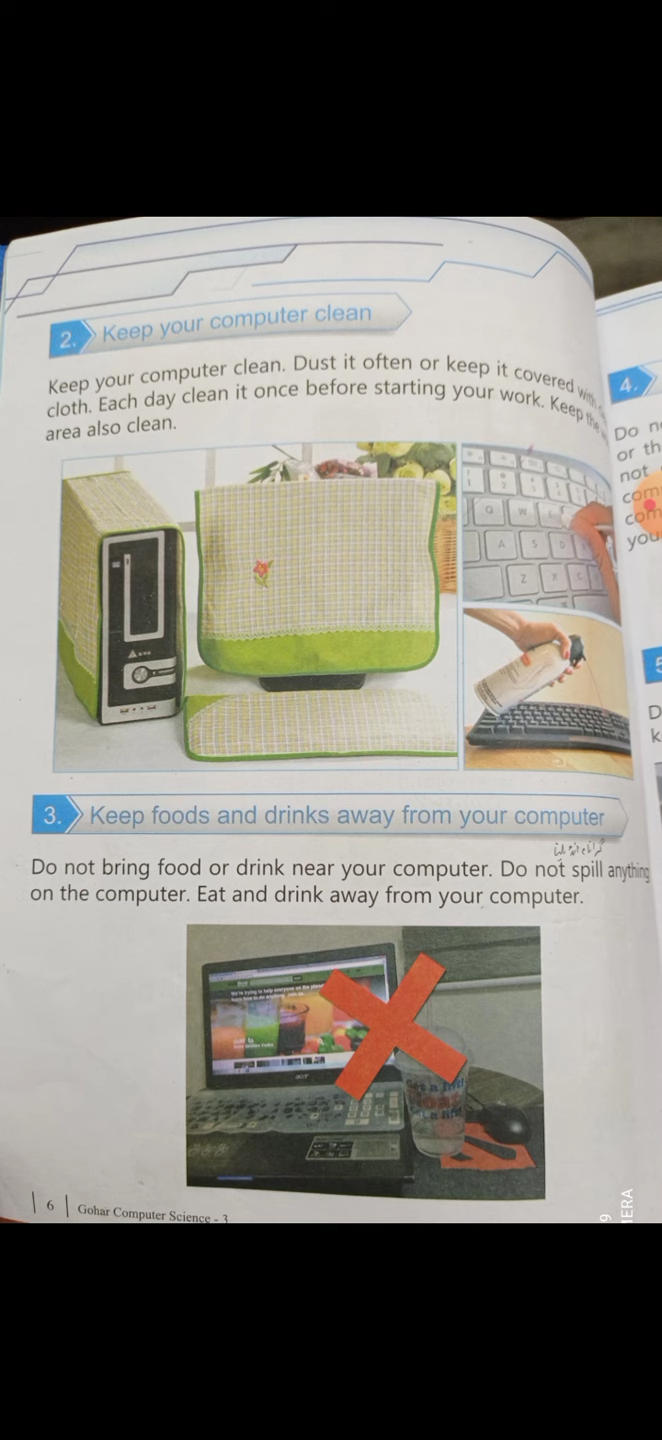 2. Keep your computer clean
Keep your computer clean. Dust it often or keep it covered with
cloth. Each day clean it once before starting your work. Keep the
area also clean.
3. Keep foods and drinks away from your computer
Do not bring food or drink near your computer. Do not spill anything
on the computer. Eat and drink away from your computer.
acer
6 Gohar Computer Science - 3
4.
Do
or th
not
com
com
you
5
D
k